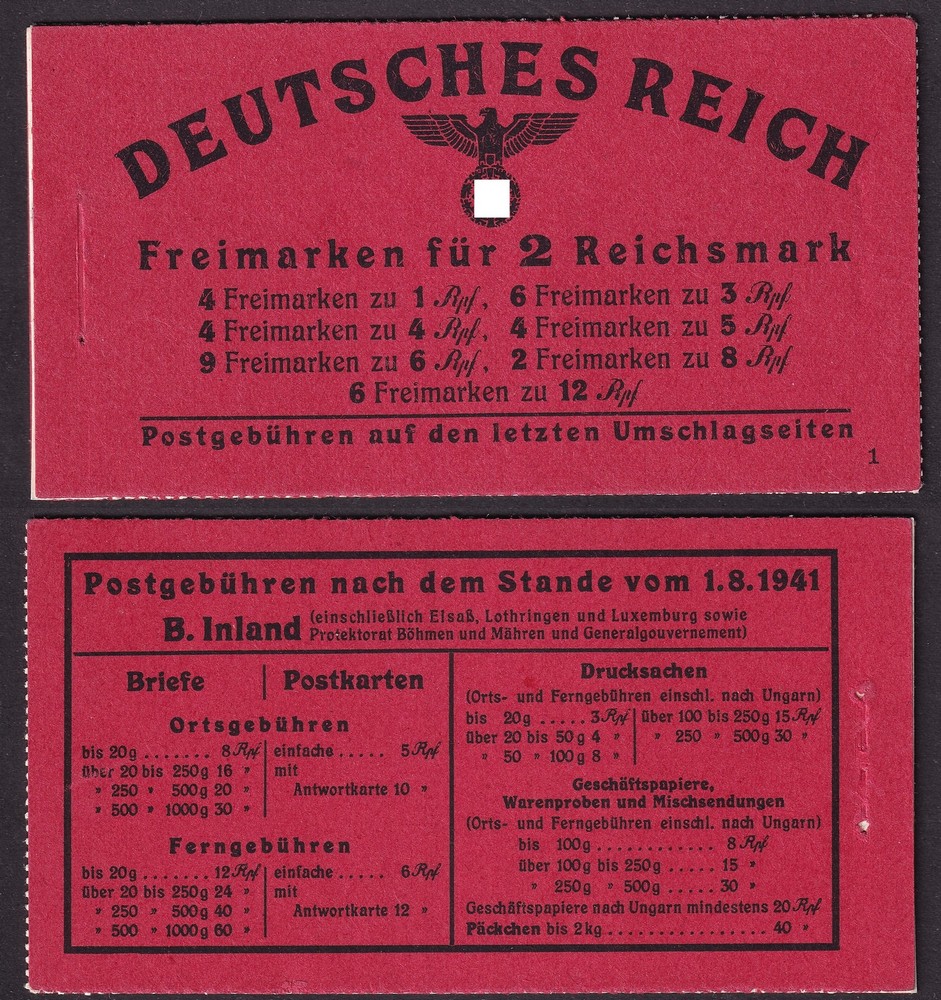 DEUTSCHES REICH
Freimarken für 2 Reichsmark
4 Freimarken zu 1 Rpf, 6 Freimarken zu 3 Rpf
4 Freimarken zu 4 Rpf, 4 Freimarken zu 5 Rpf
9 Freimarken zu 6 Rpf, 2 Freimarken zu 8 Rpf
6 Freimarken zu 12 Rpf
Postgebühren auf den letzten Umschlagseiten
1
Postgebühren nach dem Stande vom 1.8.1941
B. Inland (einschließlich Elsaß, Lothringen und Luxemburg sowie
Protektorat Böhmen und Mähren und Generalgouvernement)
Briefe | Postkarten
Ortsgebühren
bis 20g ....... 8 Rpf | einfache ..... 5 Rpf
über 20 bis 250g 16 " | mit
" 250 " 500g 20 " | Antwortkarte 10 "
" 500 " 1000g 30 "
Ferngebühren
bis 20g ....... 12 Rpf | einfache ..... 6 Rpf
über 20 bis 250g 24 " | mit
" 250 " 500g 40 " | Antwortkarte 12 "
" 500 " 1000g 60 "
Drucksachen
(Orts- und Ferngebühren einschl. nach Ungarn)
bis 20g ..... 3 Rpf | über 100 bis 250g 15 Rpf
über 20 bis 50g 4 " | " 250 " 500g 30 "
" 50 " 100g 8 "
Geschäftspapiere,
Warenproben und Mischsendungen
(Orts- und Ferngebühren einschl. nach Ungarn)
bis 100g ............ 8 Rpf
über 100g bis 250g ..... 15 "
" 250g " 500g ..... 30 "
Geschäftspapiere nach Ungarn mindestens 20 Rpf
Päckchen bis 2kg ................ 40 "